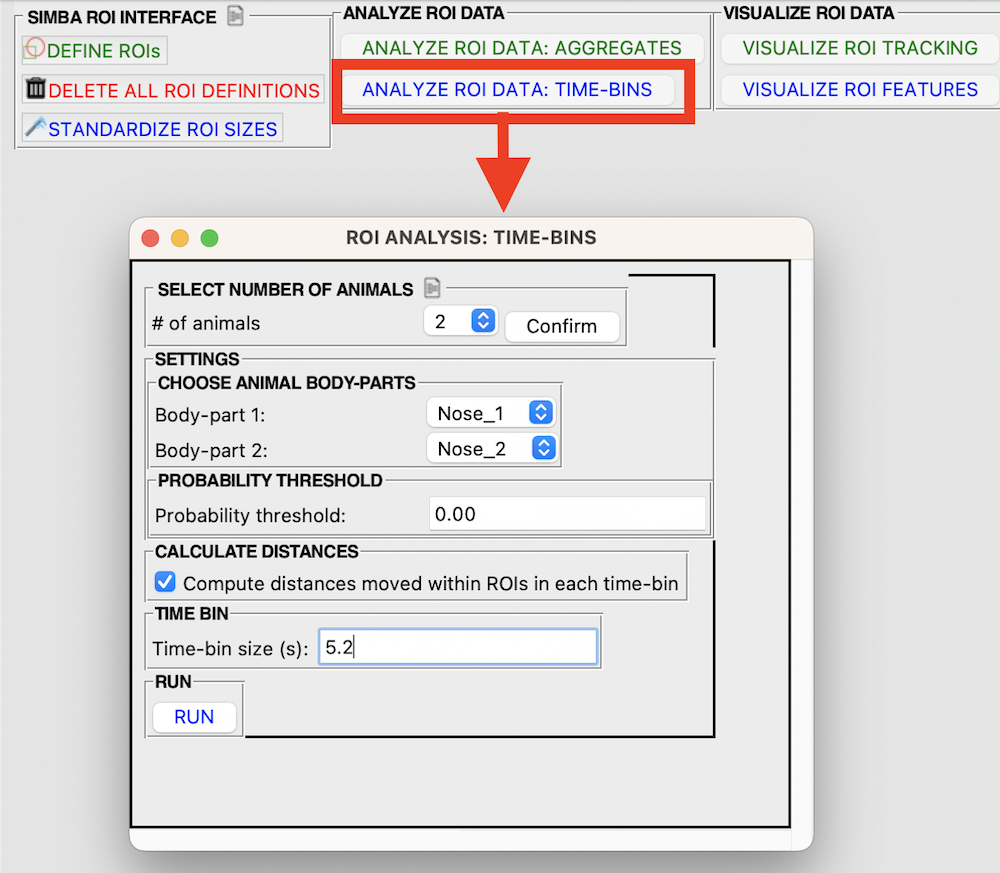 SIMBA ROI INTERFACE
DEFINE ROIs
DELETE ALL ROI DEFINITIONS
STANDARDIZE ROI SIZES
ANALYZE ROI DATA
ANALYZE ROI DATA: AGGREGATES
ANALYZE ROI DATA: TIME-BINS
VISUALIZE ROI DATA
VISUALIZE ROI TRACKING
VISUALIZE ROI FEATURES
ROI ANALYSIS: TIME-BINS
SELECT NUMBER OF ANIMALS
# of animals 2 Confirm
SETTINGS
CHOOSE ANIMAL BODY-PARTS
Body-part 1: Nose_1
Body-part 2: Nose_2
PROBABILITY THRESHOLD
Probability threshold: 0.00
CALCULATE DISTANCES
Compute distances moved within ROIs in each time-bin
TIME BIN
Time-bin size (s): 5.2
RUN
RUN